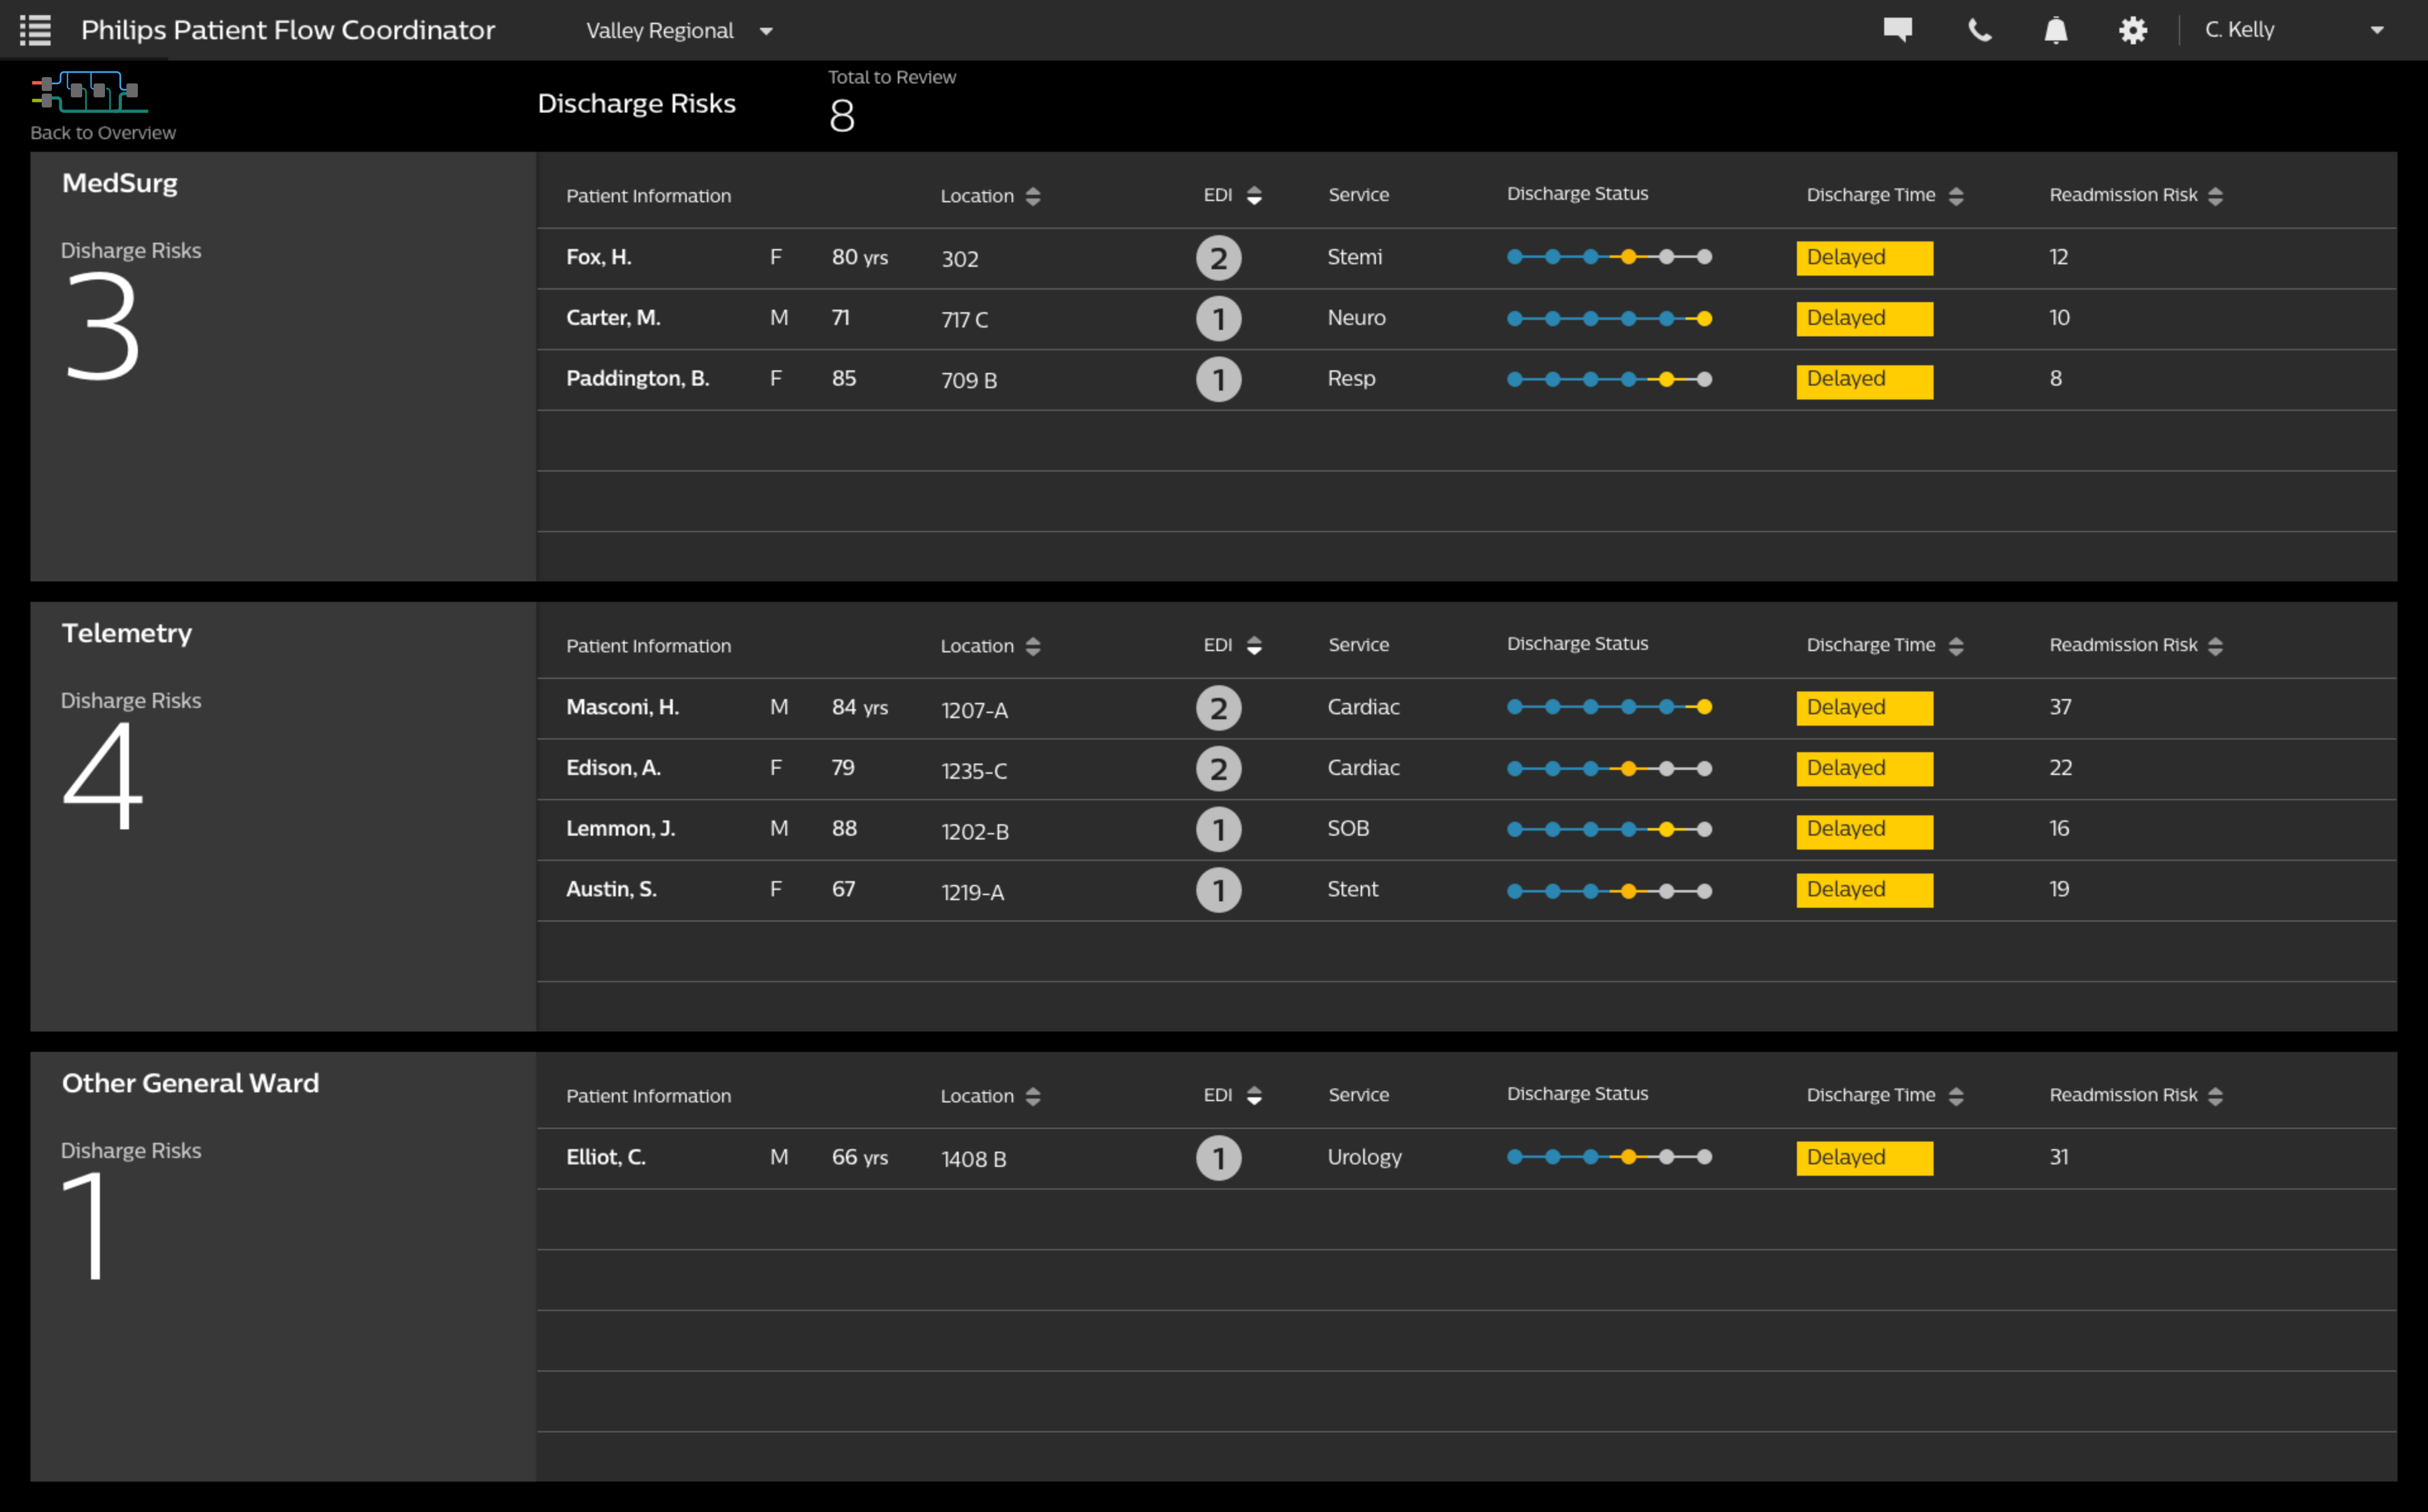 Philips Patient Flow Coordinator Valley Regional C. Kelly
Back to Overview
Discharge Risks
Total to Review
8
MedSurg
Disharge Risks
3
Patient Information Location EDI Service Discharge Status Discharge Time Readmission Risk
Fox, H. F 80 yrs 302 2 Stemi Delayed 12
Carter, M. M 71 717 C 1 Neuro Delayed 10
Paddington, B. F 85 709 B 1 Resp Delayed 8
Telemetry
Disharge Risks
4
Patient Information Location EDI Service Discharge Status Discharge Time Readmission Risk
Masconi, H. M 84 yrs 1207-A 2 Cardiac Delayed 37
Edison, A. F 79 1235-C 2 Cardiac Delayed 22
Lemmon, J. M 88 1202-B 1 SOB Delayed 16
Austin, S. F 67 1219-A 1 Stent Delayed 19
Other General Ward
Disharge Risks
1
Patient Information Location EDI Service Discharge Status Discharge Time Readmission Risk
Elliot, C. M 66 yrs 1408 B 1 Urology Delayed 31